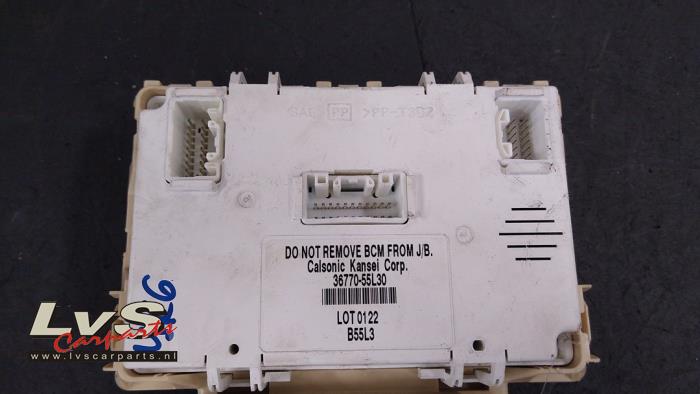 SAE PP >PP-T30<
DO NOT REMOVE BCM FROM J/B.
Calsonic Kansei Corp.
36770-55L30
LOT 0122
B55L3
LvS
Carparts
www.lvscarparts.nl